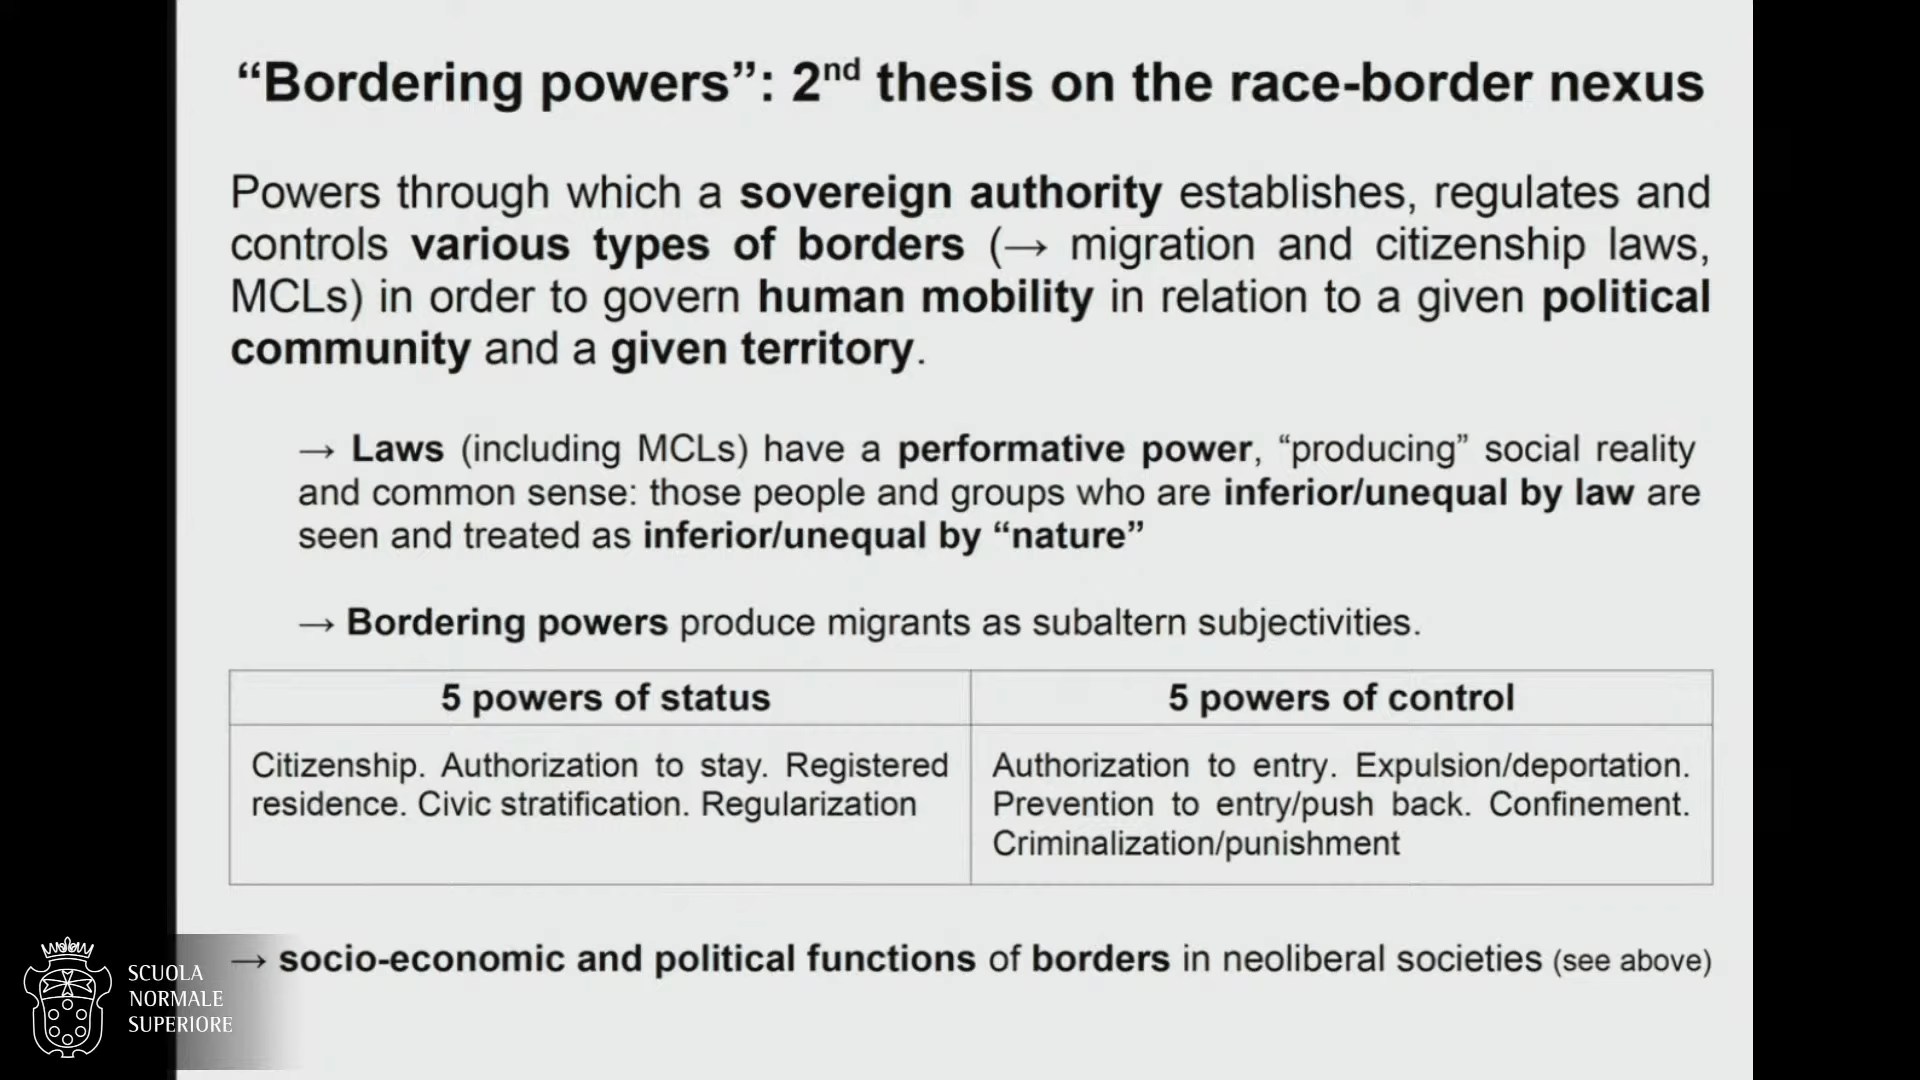 “Bordering powers”: 2nd thesis on the race-border nexus
Powers through which a sovereign authority establishes, regulates and
controls various types of borders (→ migration and citizenship laws,
MCLs) in order to govern human mobility in relation to a given political
community and a given territory.
→ Laws (including MCLs) have a performative power, “producing” social reality
and common sense: those people and groups who are inferior/unequal by law are
seen and treated as inferior/unequal by “nature”
→ Bordering powers produce migrants as subaltern subjectivities.
5 powers of status
5 powers of control
Citizenship. Authorization to stay. Registered
residence. Civic stratification. Regularization
Authorization to entry. Expulsion/deportation.
Prevention to entry/push back. Confinement.
Criminalization/punishment
→ socio-economic and political functions of borders in neoliberal societies (see above)
SCUOLA
NORMALE
SUPERIORE